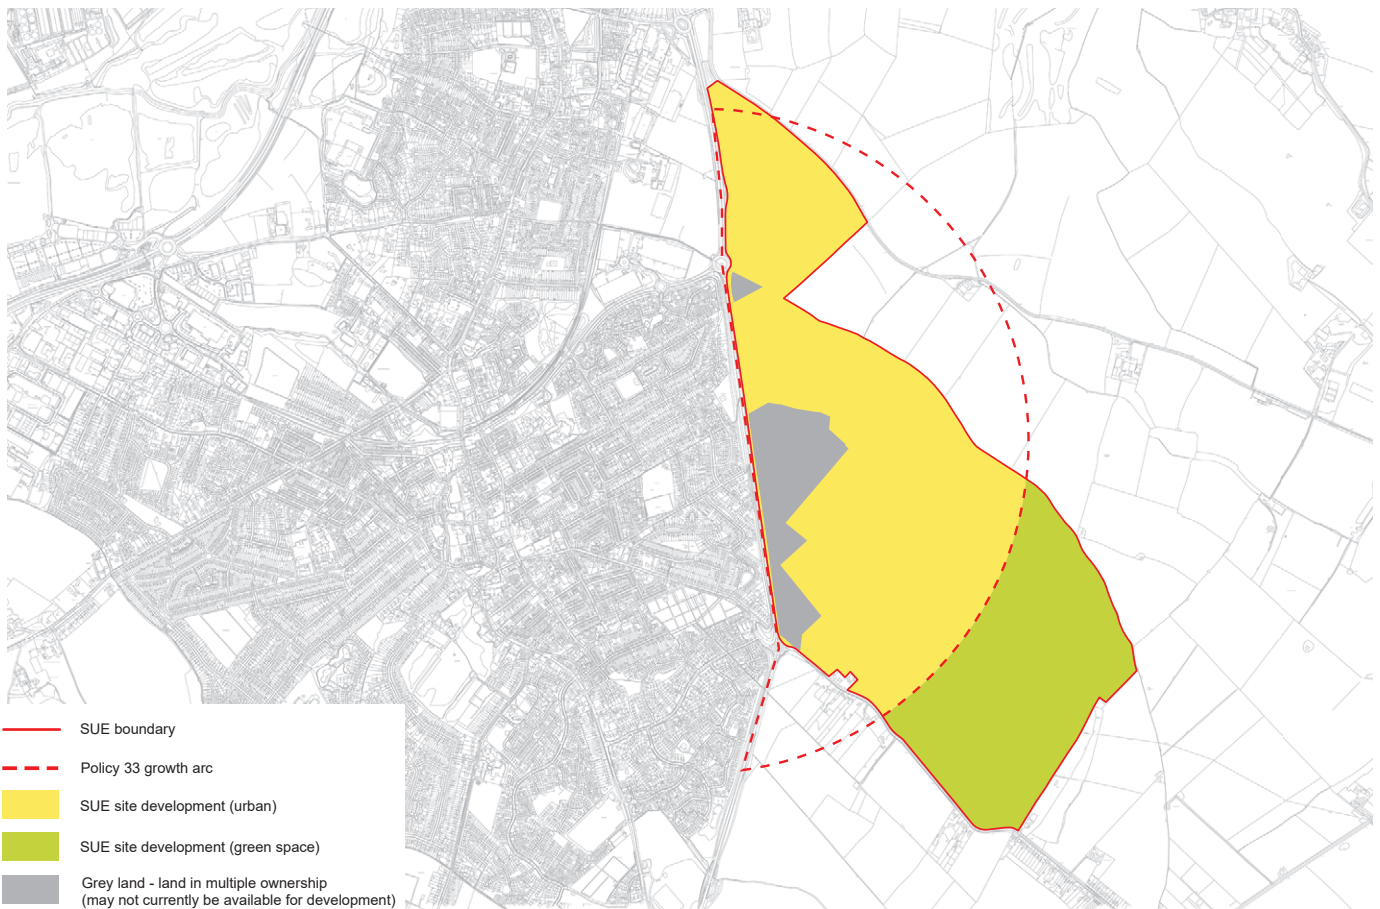 SUE boundary
Policy 33 growth arc
SUE site development (urban)
SUE site development (green space)
Grey land - land in multiple ownership
(may not currently be available for development)